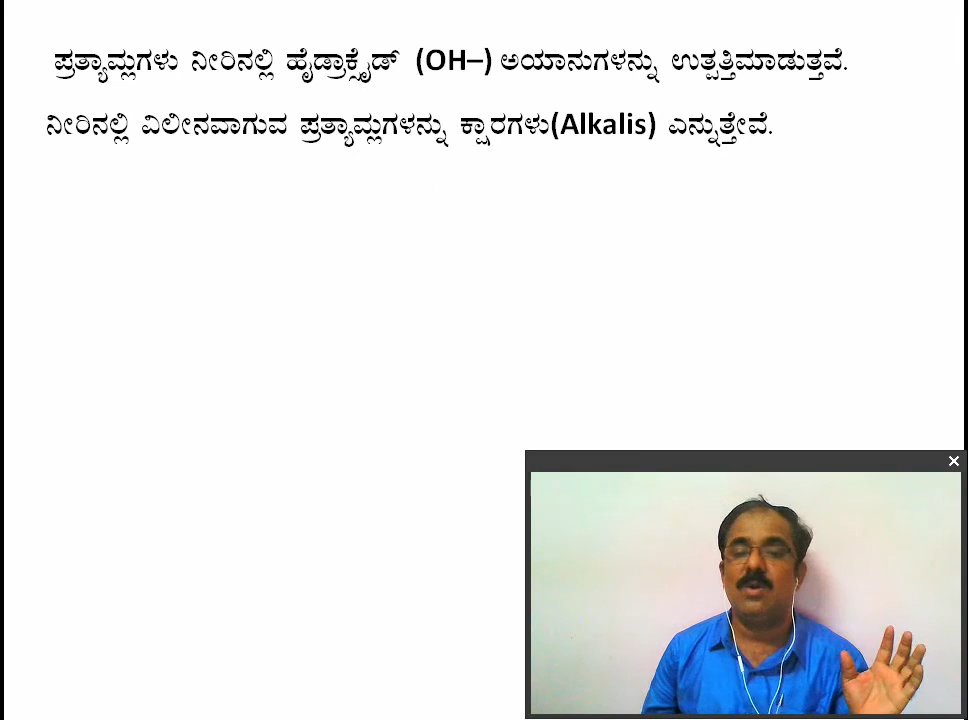 ಪ್ರತ್ಯಾಮ್ಲಗಳು ನೀರಿನಲ್ಲಿ ಹೈಡ್ರಾಕ್ಸೈಡ್ (OH–) ಅಯಾನುಗಳನ್ನು ಉತ್ಪತ್ತಿಮಾಡುತ್ತವೆ.
ನೀರಿನಲ್ಲಿ ವಿಲೀನವಾಗುವ ಪ್ರತ್ಯಾಮ್ಲಗಳನ್ನು ಕ್ಷಾರಗಳು(Alkalis) ಎನ್ನುತ್ತೇವೆ.